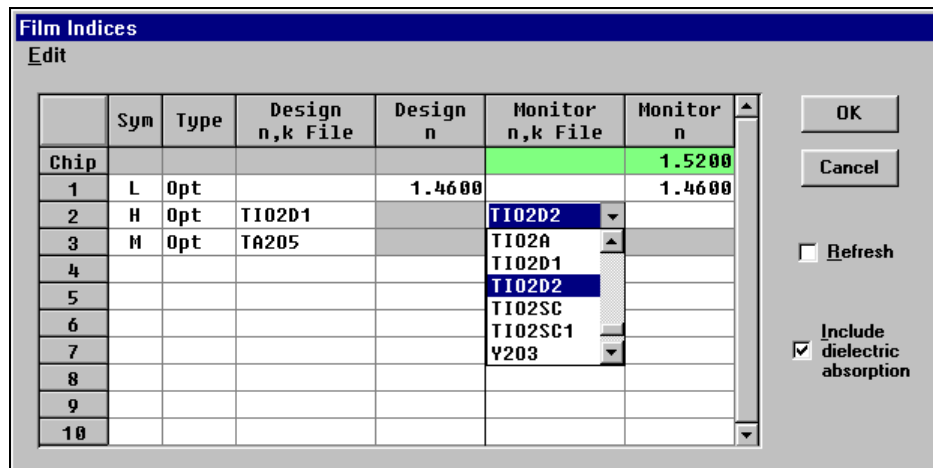 Film Indices
Edit
Sym Type Design n,k File Design n Monitor n,k File Monitor n
OK
Chip 1.5200
Cancel
1 L Opt 1.4600 1.4600
2 H Opt TIO2D1 TIO2D2
3 M Opt TA2O5 TIO2A
Refresh
4 TIO2D1
5 TIO2D2
6 TIO2SC
TIO2SC1
7 Y2O3
Include
dielectric
absorption
8
9
10